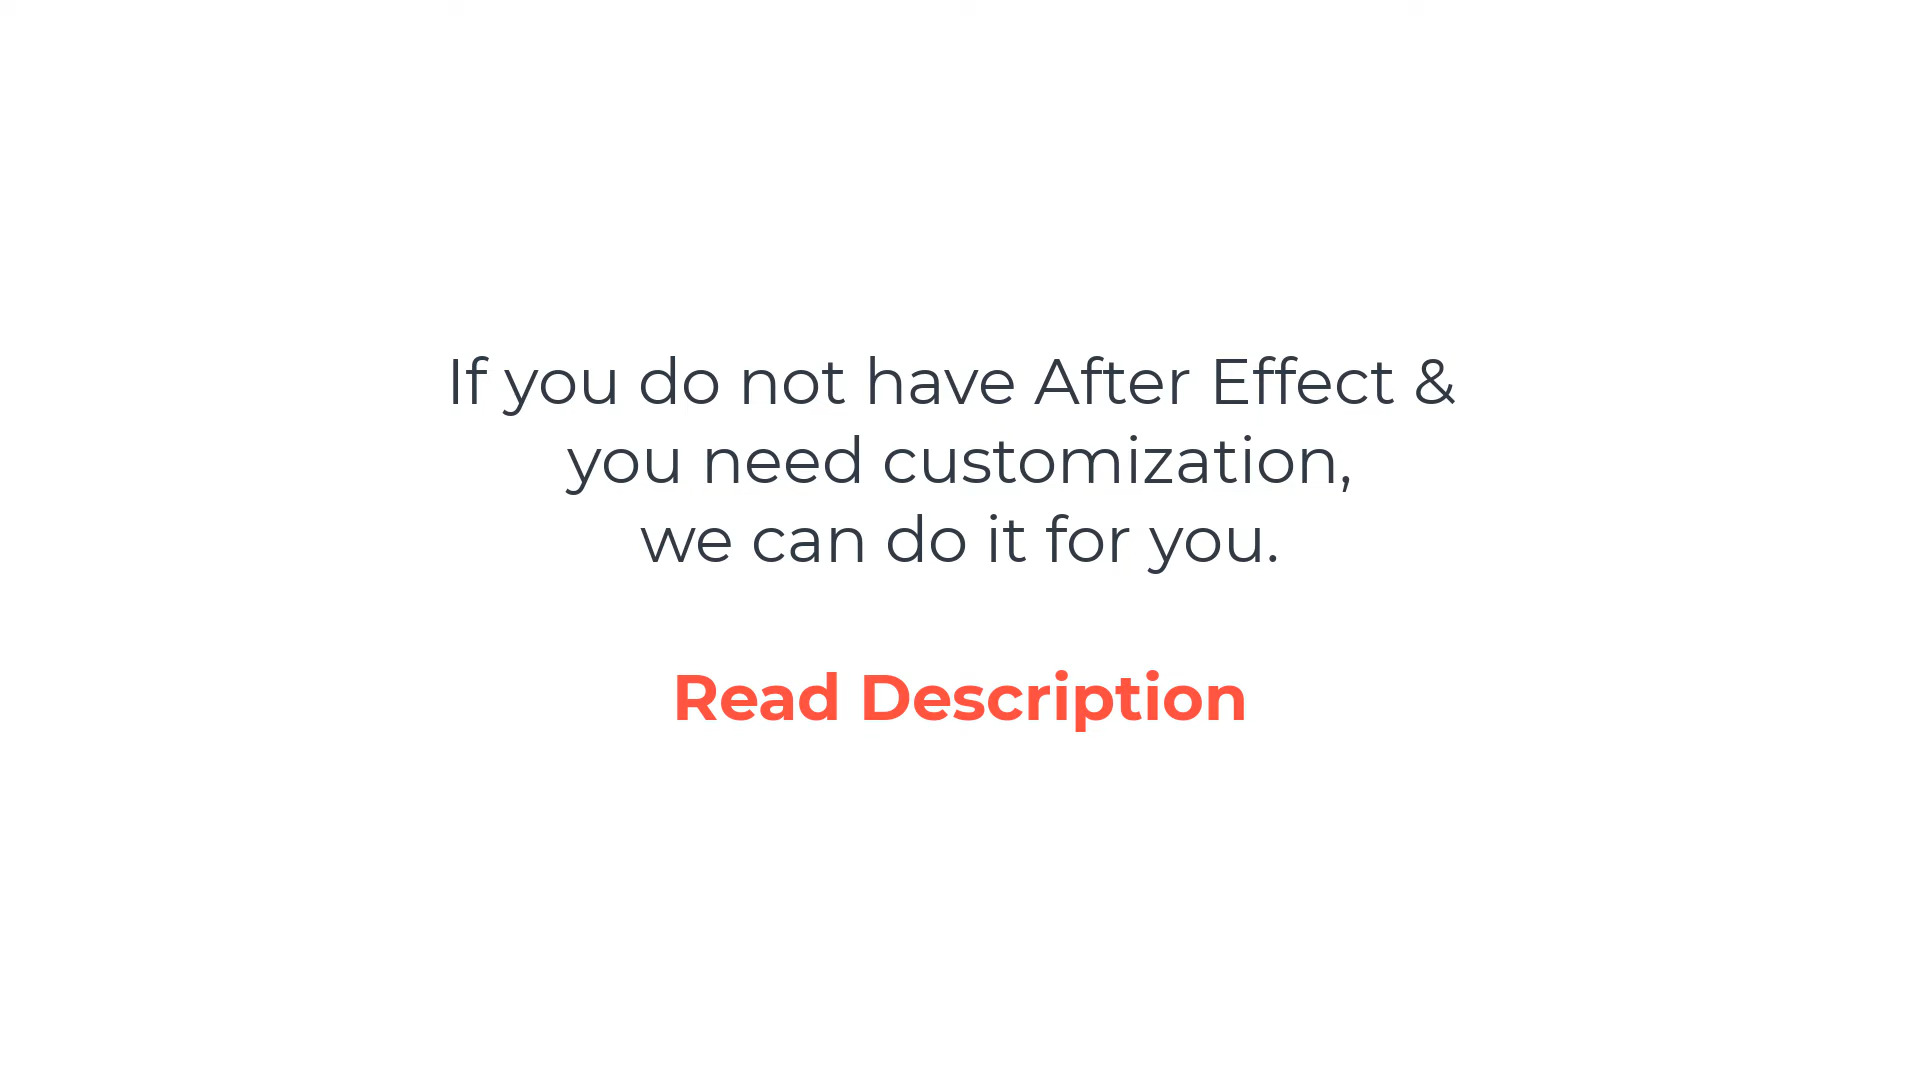 If you do not have After Effect &
you need customization,
we can do it for you.
Read Description